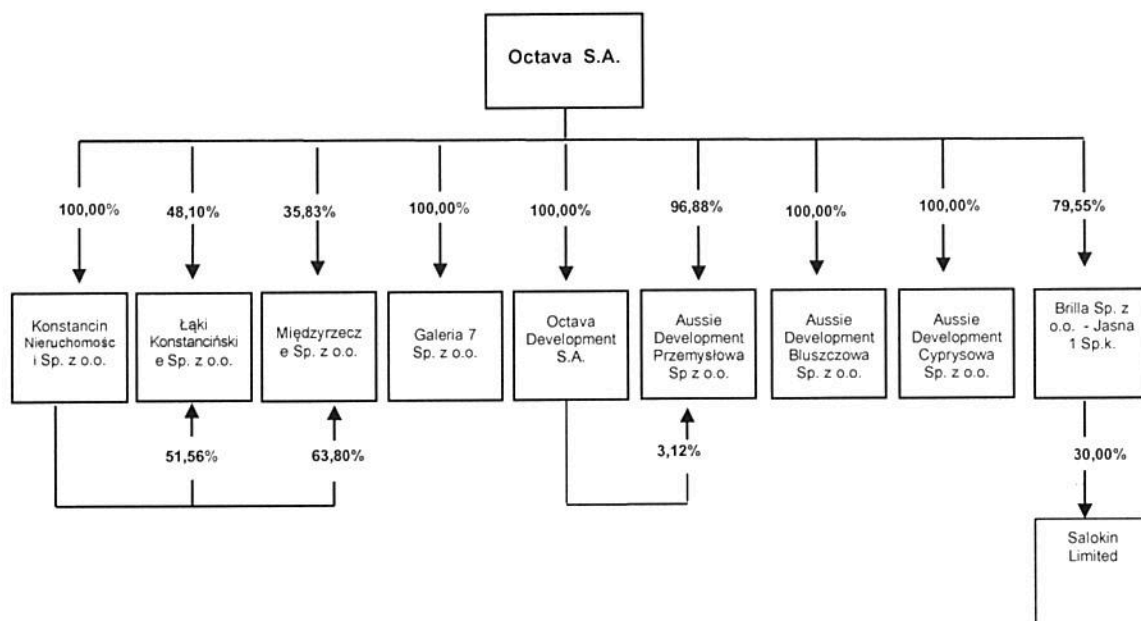 Octava S.A.
100,00%
48,10%
35,83%
100,00%
100,00%
96,88%
100,00%
100,00%
79,55%
Konstancin
Nieruchomośc
i Sp. z o.o.
Łąki
Konstanciński
e Sp. z o.o.
Międzyrzecz
e Sp. z o.o.
Galeria 7
Sp. z o.o.
Octava
Development
S.A.
Aussie
Development
Przemysłowa
Sp z o.o.
Aussie
Development
Bluszczowa
Sp. z o.o.
Aussie
Development
Cyprysowa
Sp. z o.o.
Brilla Sp. z
o.o. - Jasna
1 Sp.k.
51,56%
63,80%
3,12%
30,00%
Salokin
Limited